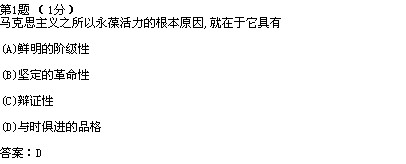 第1题 （ 1分）
马克思主义之所以永葆活力的根本原因,就在于它具有
(A)鲜明的阶级性
(B)坚定的革命性
(C)辩证性
(D)与时俱进的品格
答案：D